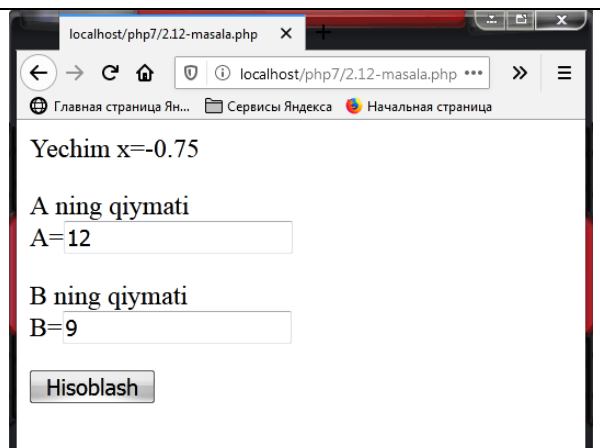 localhost/php7/2.12-masala.php
localhost/php7/2.12-masala.php
Главная страница Ян... Сервисы Яндекса Начальная страница
Yechim x=-0.75
A ning qiymati
A=12
B ning qiymati
B=9
Hisoblash